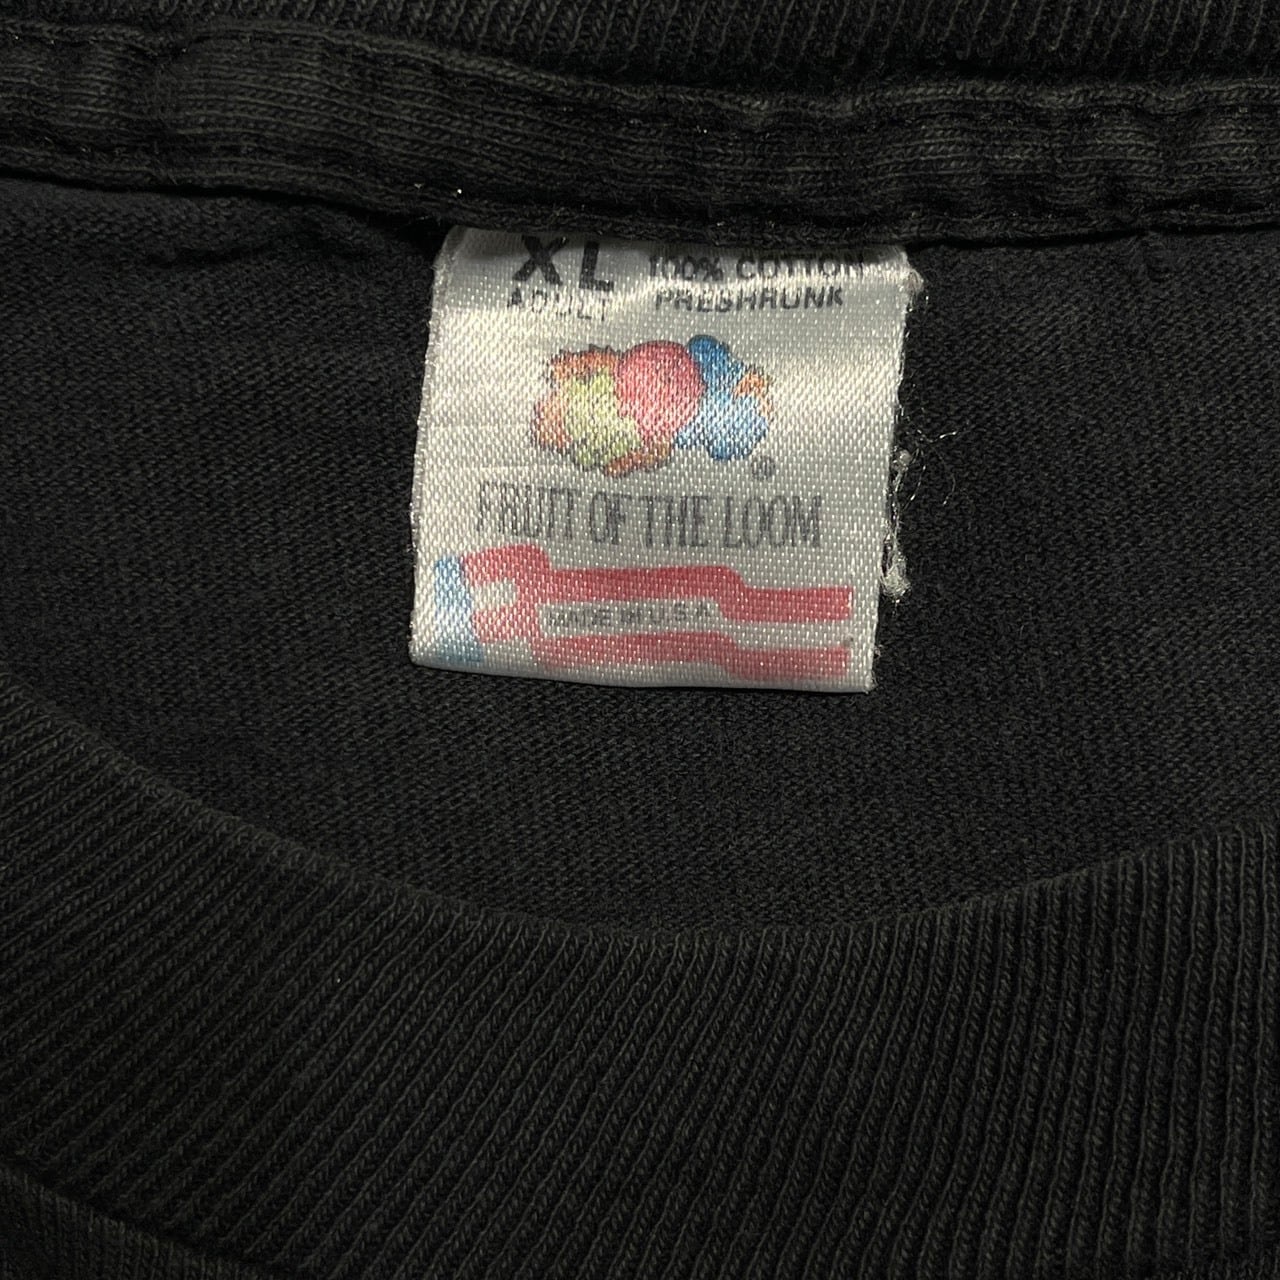 XL
ADULT
100% COTTON
PRESHRUNK
®
FRUIT OF THE LOOM
MADE IN U.S.A.